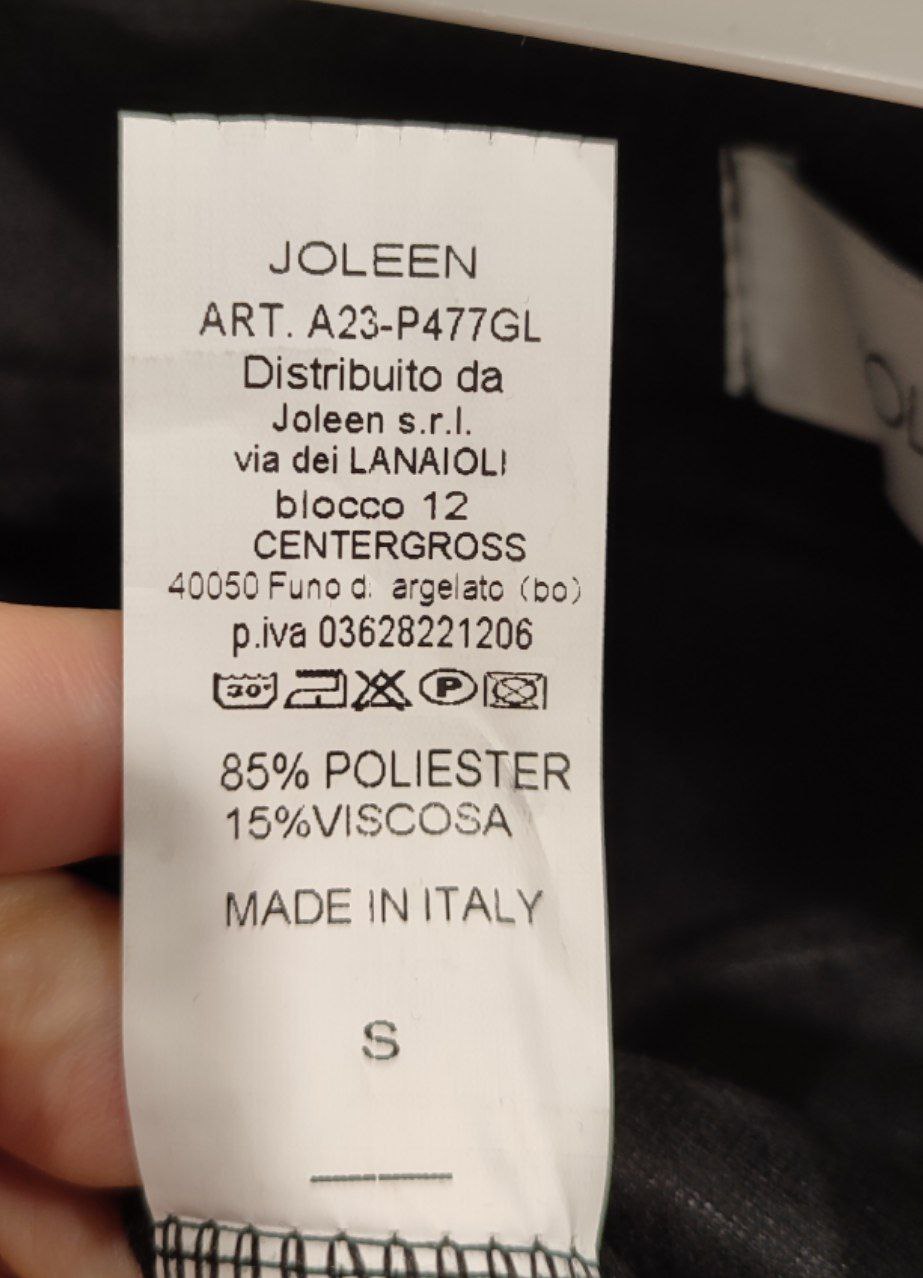 JOLEEN
ART. A23-P477GL
Distribuito da
Joleen s.r.l.
via dei LANAIOLI
blocco 12
CENTERGROSS
40050 Funo d. argelato (bo)
p.iva 03628221206
30° P
85% POLIESTER
15%VISCOSA
MADE IN ITALY
S